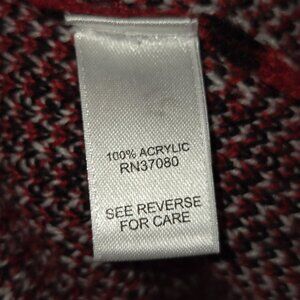 100% ACRYLIC
RN37080
SEE REVERSE
FOR CARE